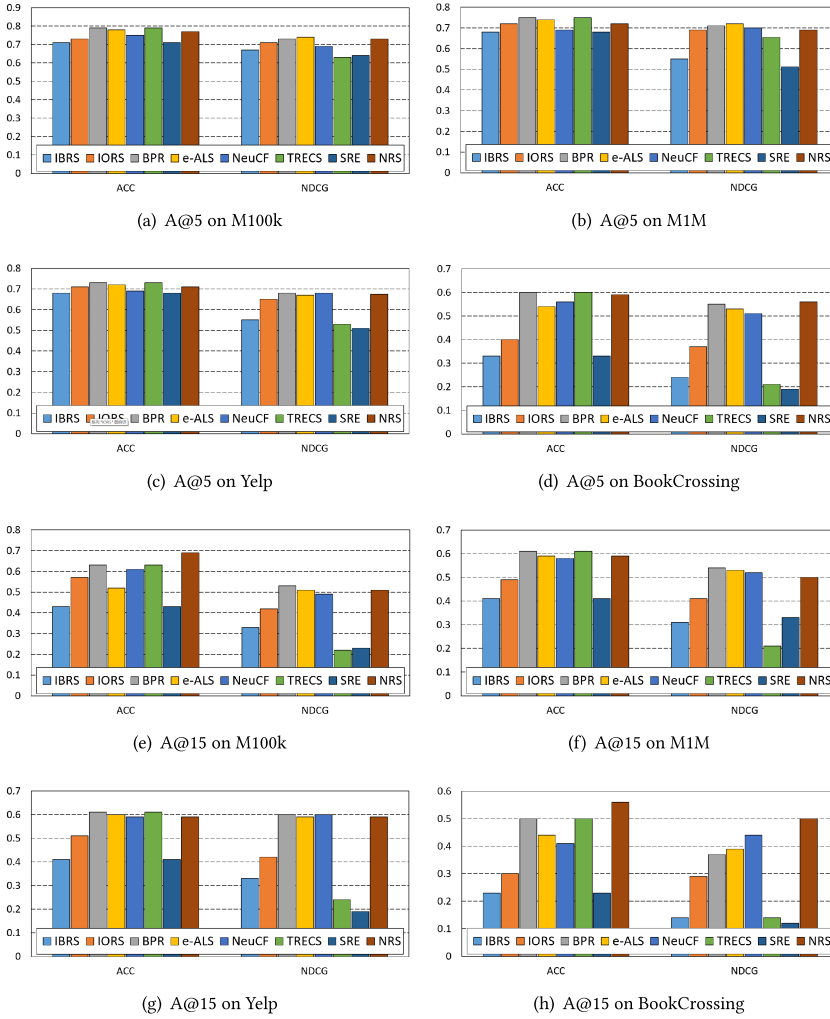 0.9
0.8
0.7
0.6
0.5
0.4
0.3
0.2
0.1
0
IBRS IORS BPR e-ALS NeuCF TRECS SRE NRS
ACC NDCG
(a) A@5 on M100k
0.8
0.7
0.6
0.5
0.4
0.3
0.2
0.1
0
IBRS IORS BPR e-ALS NeuCF TRECS SRE NRS
ACC NDCG
(b) A@5 on M1M
0.8
0.7
0.6
0.5
0.4
0.3
0.2
0.1
0
IBRS IORS BPR e-ALS NeuCF TRECS SRE NRS
ACC NDCG
(c) A@5 on Yelp
0.7
0.6
0.5
0.4
0.3
0.2
0.1
0
IBRS IORS BPR e-ALS NeuCF TRECS SRE NRS
ACC NDCG
(d) A@5 on BookCrossing
0.8
0.7
0.6
0.5
0.4
0.3
0.2
0.1
0
IBRS IORS BPR e-ALS NeuCF TRECS SRE NRS
ACC NDCG
(e) A@15 on M100k
0.7
0.6
0.5
0.4
0.3
0.2
0.1
0
IBRS IORS BPR e-ALS NeuCF TRECS SRE NRS
ACC NDCG
(f) A@15 on M1M
0.7
0.6
0.5
0.4
0.3
0.2
0.1
0
IBRS IORS BPR e-ALS NeuCF TRECS SRE NRS
ACC NDCG
(g) A@15 on Yelp
0.6
0.5
0.4
0.3
0.2
0.1
0
IBRS IORS BPR e-ALS NeuCF TRECS SRE NRS
ACC NDCG
(h) A@15 on BookCrossing